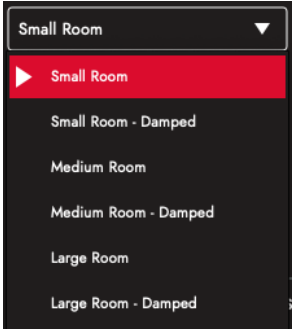 Small Room
Small Room
Small Room - Damped
Medium Room
Medium Room - Damped
Large Room
Large Room - Damped